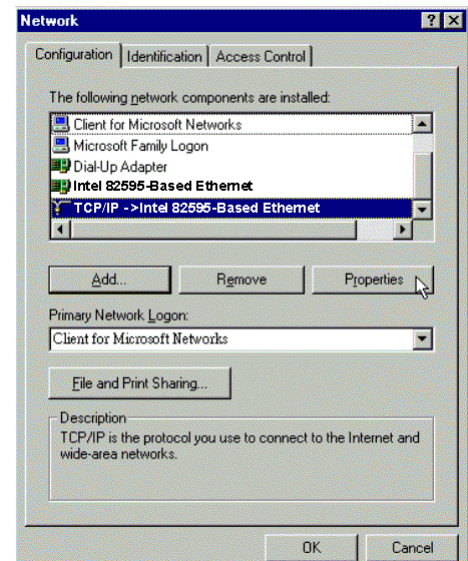 Network
Configuration Identification Access Control
The following network components are installed:
Client for Microsoft Networks
Microsoft Family Logon
Dial-Up Adapter
Intel 82595-Based Ethernet
TCP/IP ->Intel 82595-Based Ethernet
Add... Remove Properties
Primary Network Logon:
Client for Microsoft Networks
File and Print Sharing...
Description
TCP/IP is the protocol you use to connect to the Internet and
wide-area networks.
OK Cancel